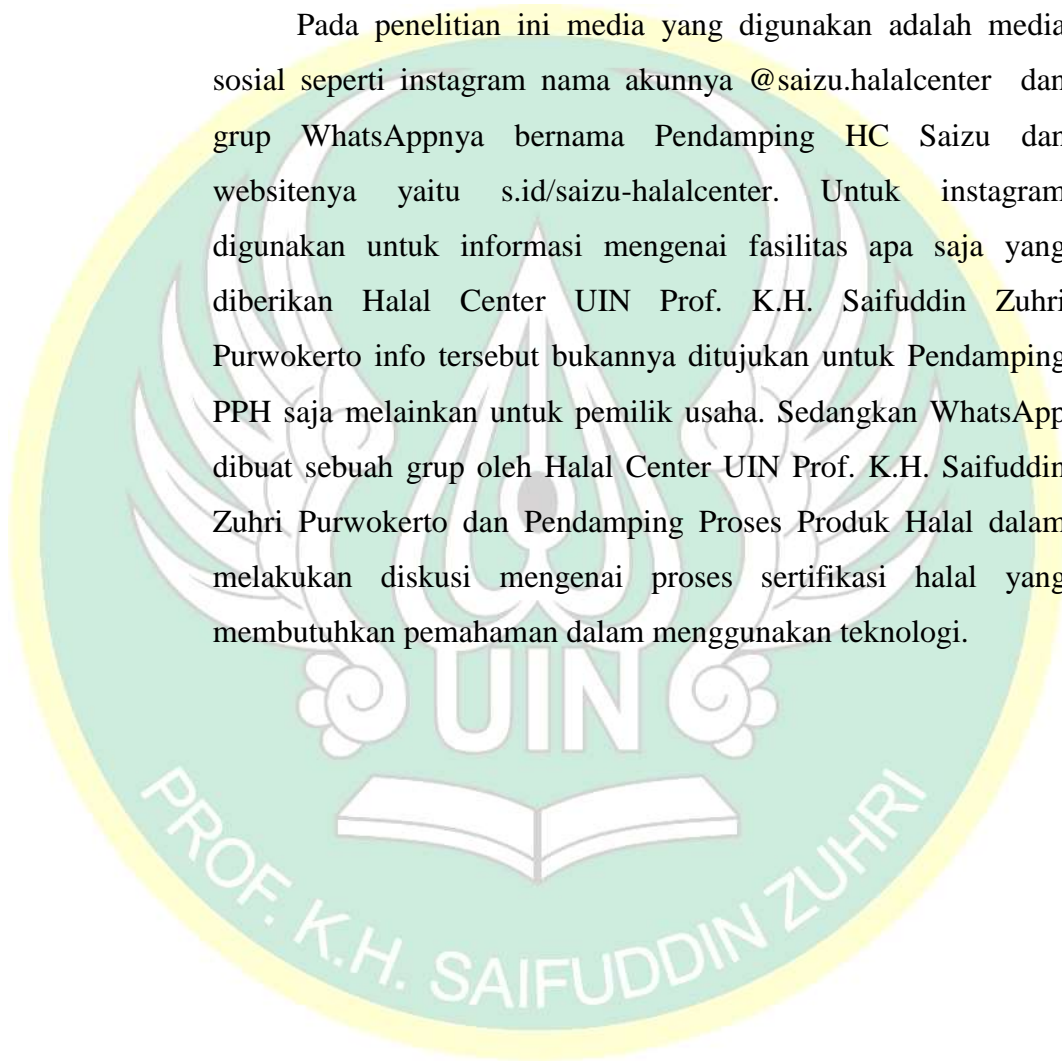 Pada penelitian ini media yang digunakan adalah media
sosial seperti instagram nama akunnya @saizu.halalcenter dan
grup WhatsAppnya bernama Pendamping HC Saizu dan
websitenya yaitu s.id/saizu-halalcenter. Untuk instagram
digunakan untuk informasi mengenai fasilitas apa saja yang
diberikan Halal Center UIN Prof. K.H. Saifuddin Zuhri
Purwokerto info tersebut bukannya ditujukan untuk Pendamping
PPH saja melainkan untuk pemilik usaha. Sedangkan WhatsApp
dibuat sebuah grup oleh Halal Center UIN Prof. K.H. Saifuddin
Zuhri Purwokerto dan Pendamping Proses Produk Halal dalam
melakukan diskusi mengenai proses sertifikasi halal yang
membutuhkan pemahaman dalam menggunakan teknologi.
UIN
PROF. K.H. SAIFUDDIN ZUHRI